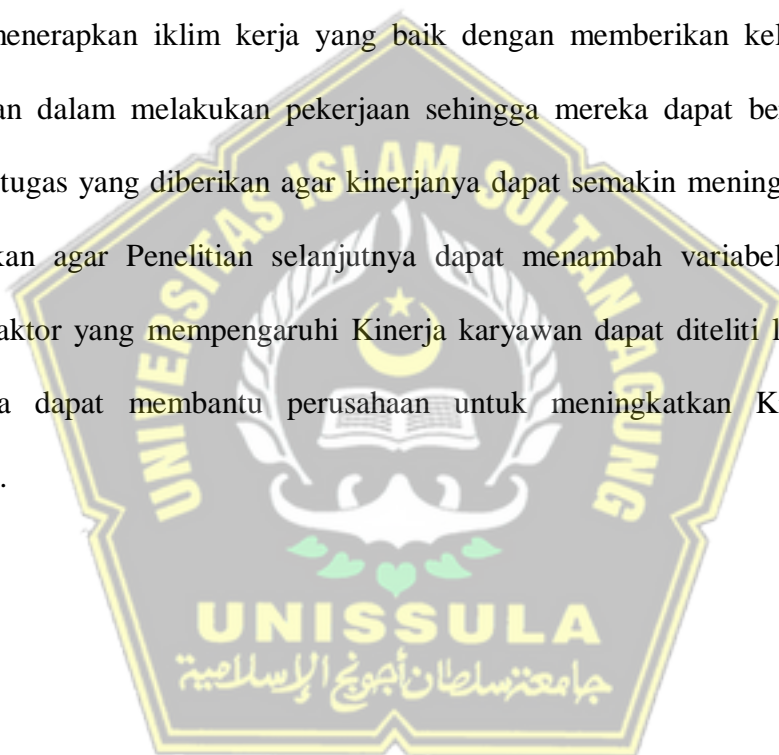 menerapkan iklim kerja yang baik dengan memberikan kel
an dalam melakukan pekerjaan sehingga mereka dapat be
tugas yang diberikan agar kinerjanya dapat semakin mening
kan agar Penelitian selanjutnya dapat menambah variabel
aktor yang mempengaruhi Kinerja karyawan dapat diteliti l
a dapat membantu perusahaan untuk meningkatkan K
.
UNIVERSITAS ISLAM SULTAN AGUNG
UNISSULA
جامعة سلطان أجونج الإسلامية